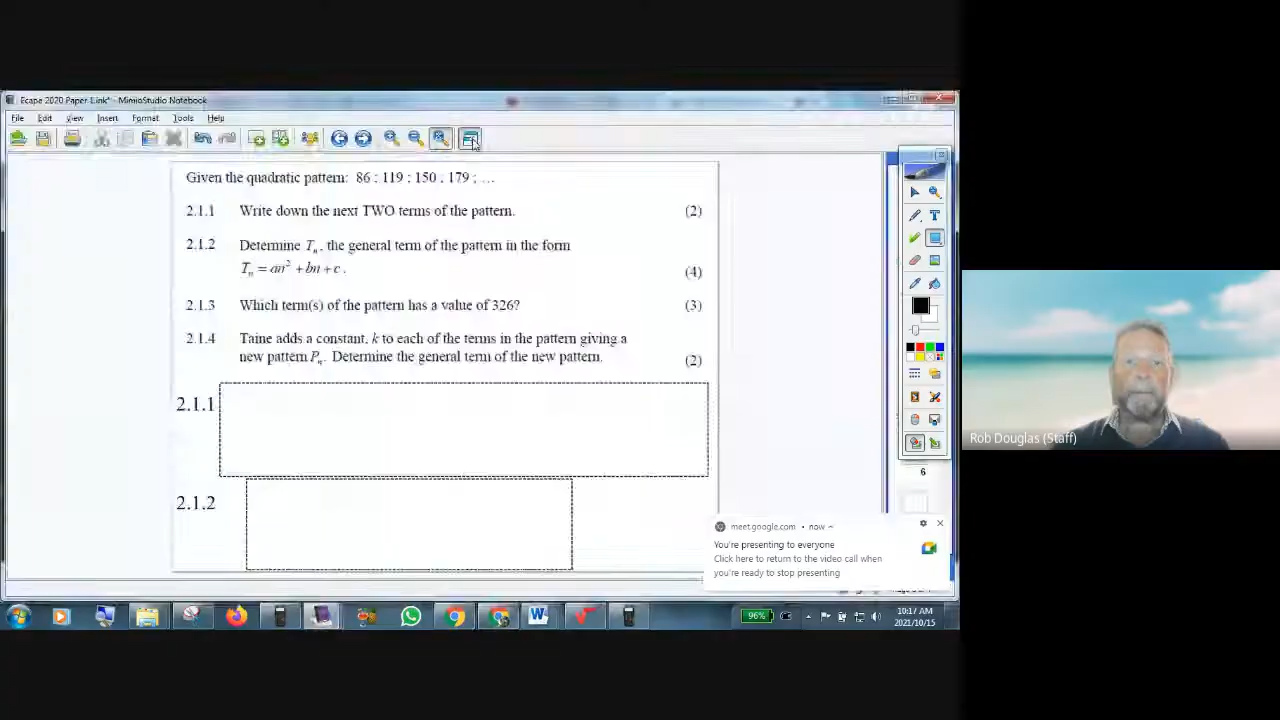 Ecape 2020 Paper 1.ink* - MimioStudio Notebook
File Edit View Insert Format Tools Help
Given the quadratic pattern: 86 ; 119 ; 150 ; 179 ; ...
2.1.1 Write down the next TWO terms of the pattern. (2)
2.1.2 Determine Tn, the general term of the pattern in the form
Tn = an² + bn + c . (4)
2.1.3 Which term(s) of the pattern has a value of 326? (3)
2.1.4 Taine adds a constant, k to each of the terms in the pattern giving a
new pattern Pn. Determine the general term of the new pattern. (2)
2.1.1
2.1.2
6
meet.google.com • now
You're presenting to everyone
Click here to return to the video call when
you're ready to stop presenting
96%
10:17 AM
2021/10/15
Rob Douglas (Staff)